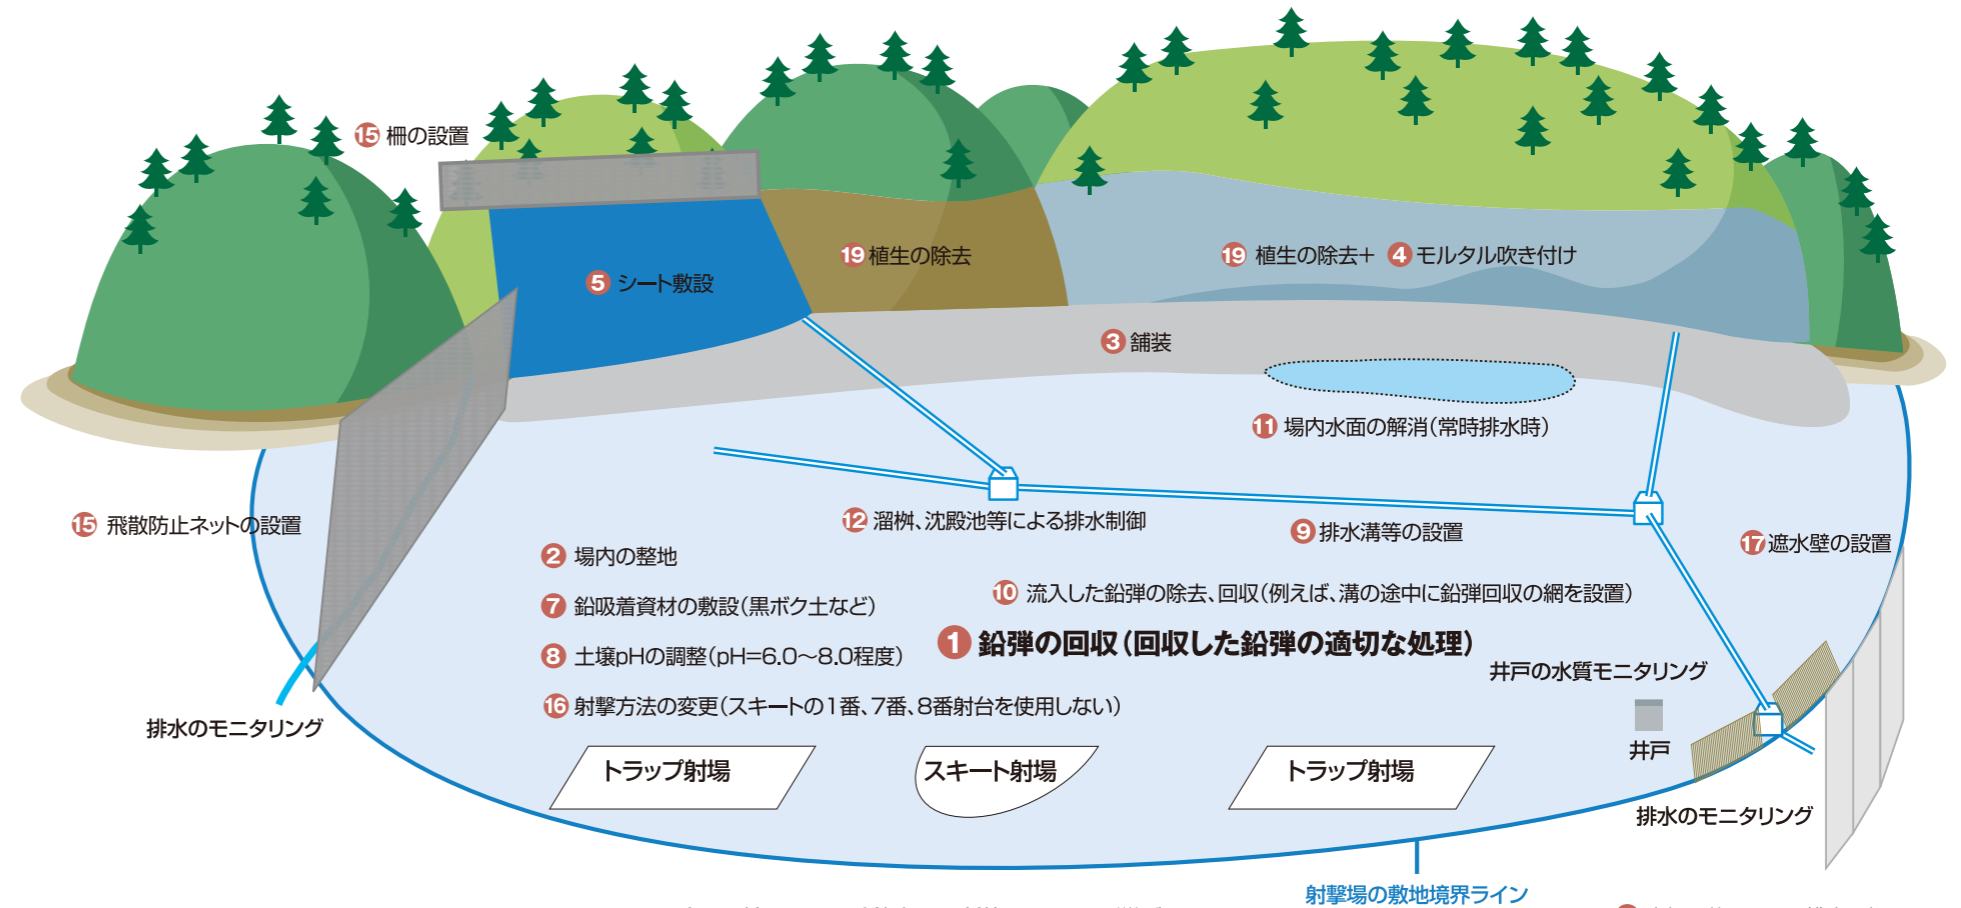 ⑮ 柵の設置
⑲ 植生の除去
⑲ 植生の除去+ ④ モルタル吹き付け
⑤ シート敷設
③ 舗装
⑪ 場内水面の解消(常時排水時)
⑮ 飛散防止ネットの設置
⑫ 溜桝、沈殿池等による排水制御
⑨ 排水溝等の設置
⑰ 遮水壁の設置
② 場内の整地
⑩ 流入した鉛弾の除去、回収(例えば、溝の途中に鉛弾回収の網を設置)
⑦ 鉛吸着資材の敷設(黒ボク土など)
① 鉛弾の回収(回収した鉛弾の適切な処理)
⑧ 土壌pHの調整(pH=6.0〜8.0程度)
井戸の水質モニタリング
⑯ 射撃方法の変更(スキートの1番、7番、8番射台を使用しない)
排水のモニタリング
井戸
トラップ射場
スキート射場
トラップ射場
排水のモニタリング
射撃場の敷地境界ライン